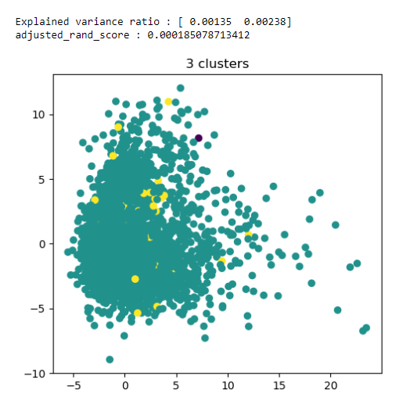 Explained variance ratio : [ 0.00135 0.00238]
adjusted_rand_score : 0.000185078713412
3 clusters
10
5
0
−5
−10
−5 0 5 10 15 20